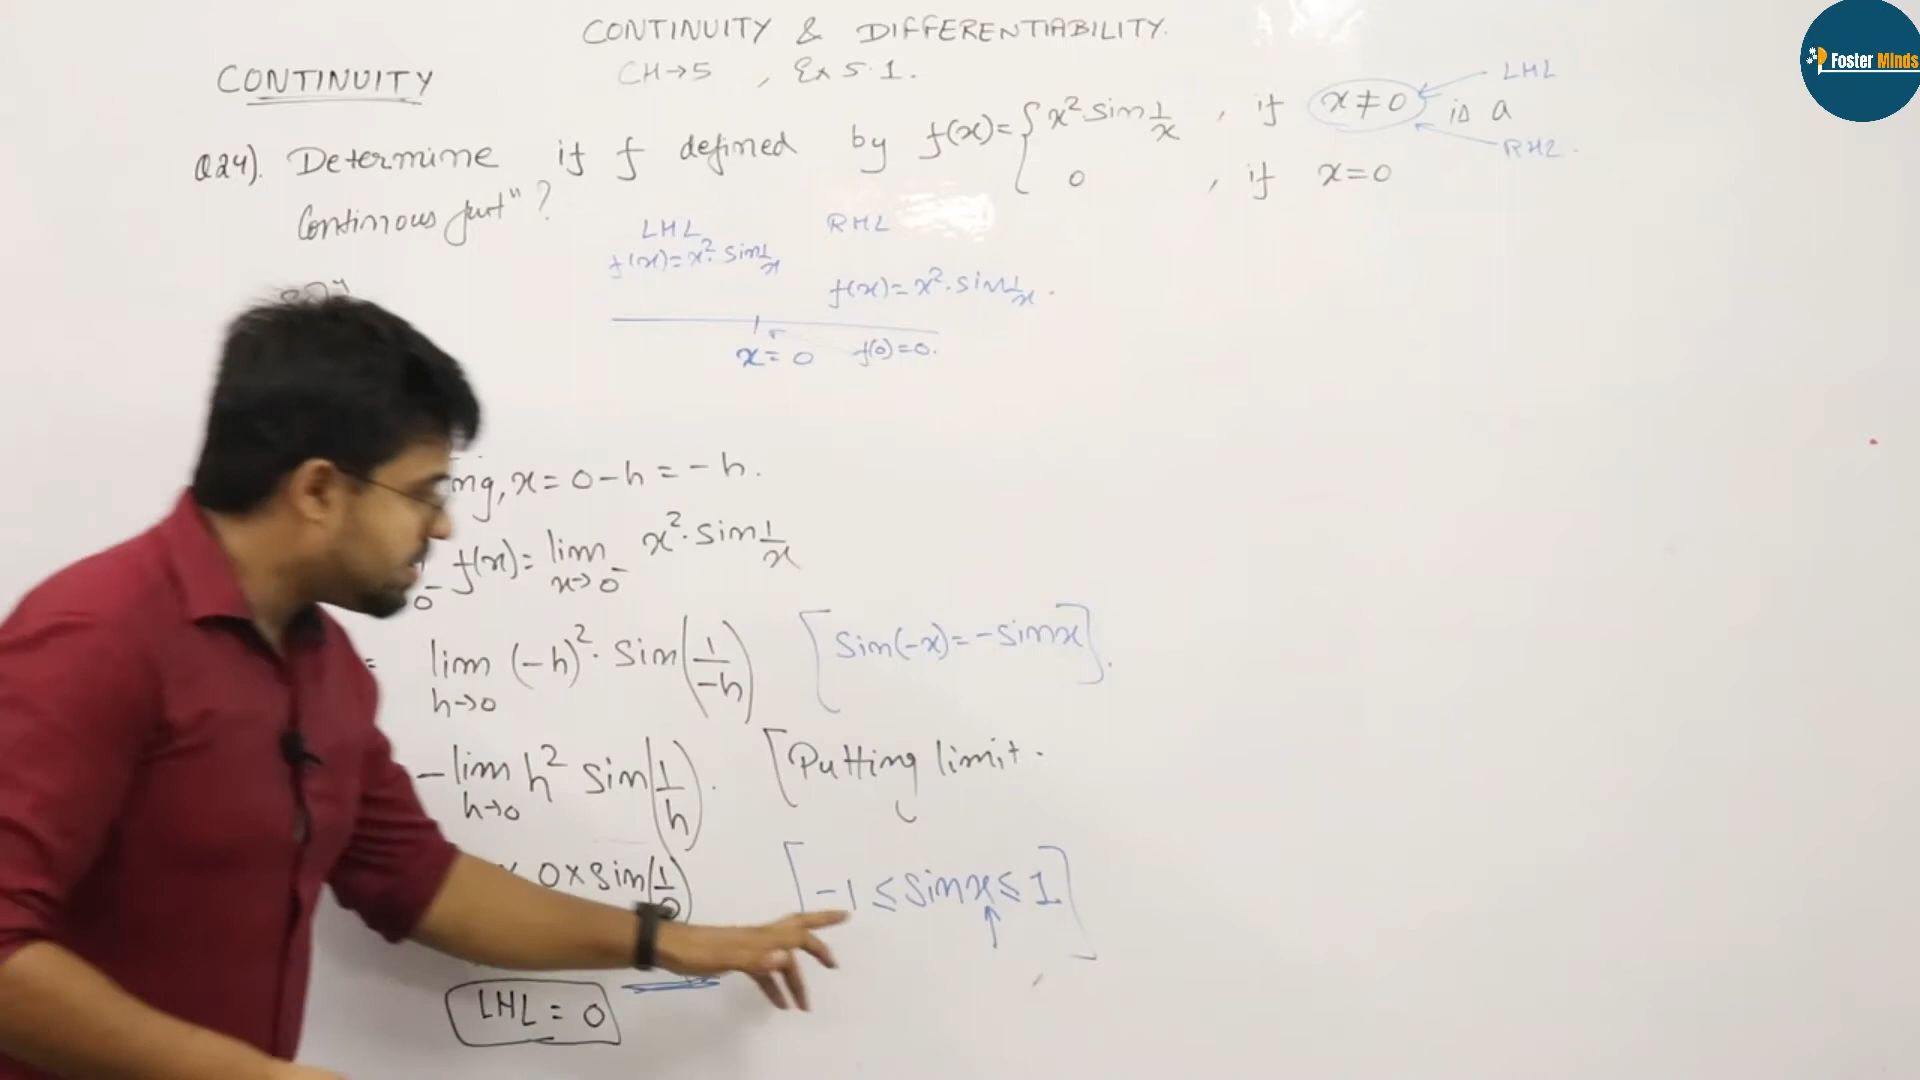 CONTINUITY & DIFFERENTIABILITY.
CH→5 , Ex 5.1.
CONTINUITY
Foster Minds
Q24). Determine if f defined by f(x)= { x².sin 1/x , if x≠0 is a
0 , if x=0
LHL
RHL.
Continous funtⁿ ?
LHL
f(x)=x².sin 1/x
RHL
f(x)=x².sin 1/x.
x=0 f(0)=0.
x=0-h=-h.
f(x)= lim x→0⁻ x².sin 1/x
= lim h→0 (-h)².sin(1/-h) [sin(-x)=-sinx].
-lim h→0 h² sin(1/h). [Putting limit.
0×sin(1/0) [-1≤sinx≤1]
LHL = 0